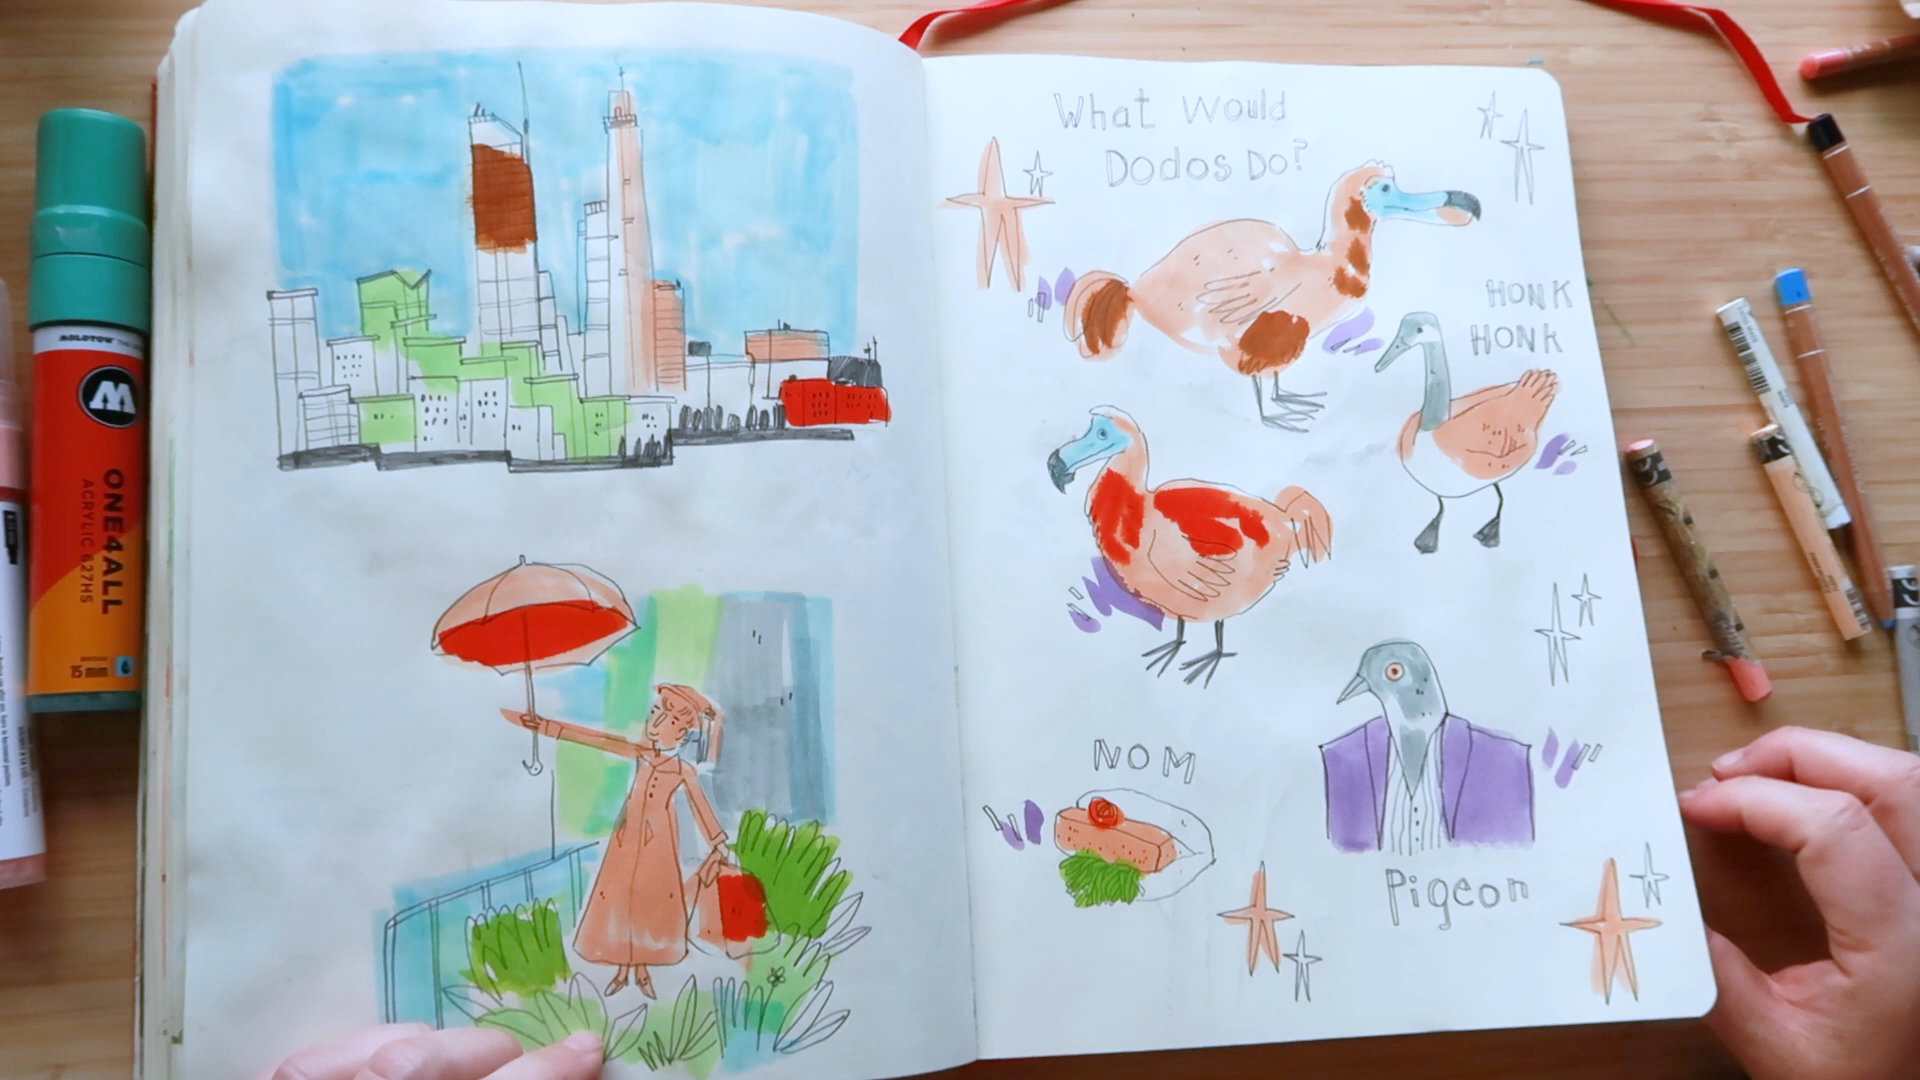 What Would
Dodos Do?
HONK
HONK
NOM
Pigeon
MOLOTOW
M
ONE4ALL
ACRYLIC 627HS
15 mm